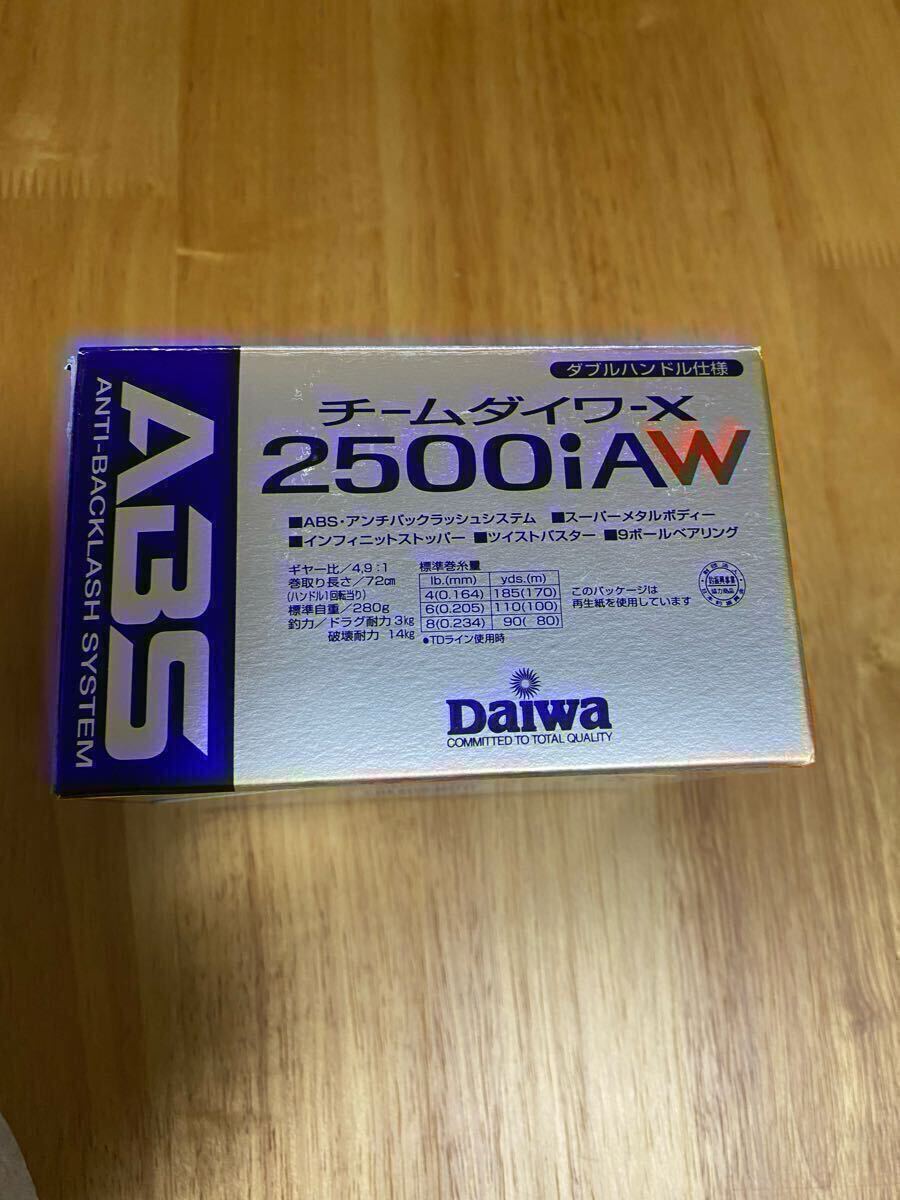 ABS
ANTI-BACKLASH SYSTEM
ダブルハンドル仕様
チームダイワ-X
2500iAW
■ABS・アンチバックラッシュシステム ■スーパーメタルボディー
■インフィニットストッパー ■ツイストバスター ■9ボールベアリング
ギヤー比/4,9:1
巻取り長さ/72cm
(ハンドル1回転当り)
標準自重/280g
釣力/ドラグ耐力 3kg
破壊耐力 14kg
標準巻糸量
lb.(mm) yds.(m)
4(0.164) 185(170)
6(0.205) 110(100)
8(0.234) 90( 80)
●TDライン使用時
このパッケージは
再生紙を使用しています
Daiwa
COMMITTED TO TOTAL QUALITY